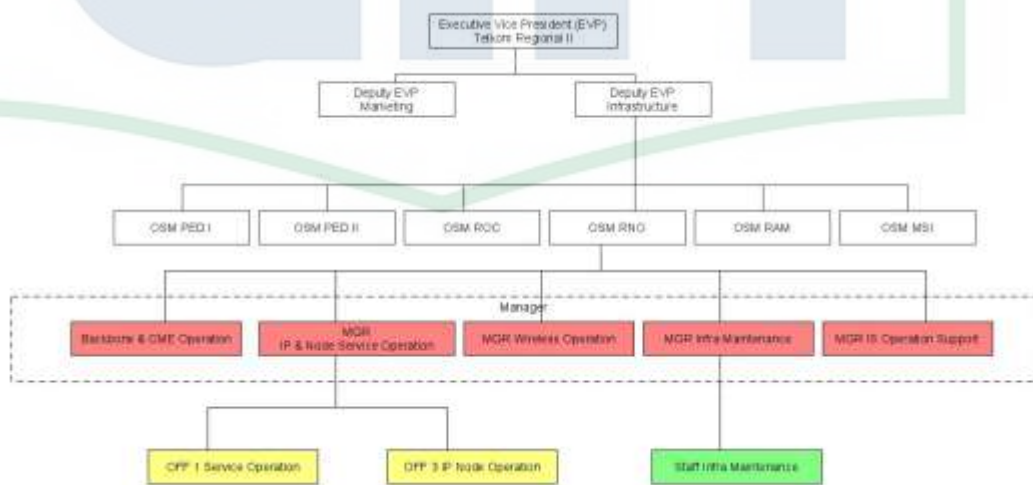 Executive Vice President (EVP)
Telkom Regional II
Deputy EVP
Marketing
Deputy EVP
Infrastructure
OSM PED I
OSM PED II
OSM ROC
OSM RNO
OSM RAM
OSM MSI
Manager
Backbone & CME Operation
MGR
IP & Node Service Operation
MGR Wireless Operation
MGR Infra Maintenance
MGR IS Operation Support
OFF 1 Service Operation
OFF 3 IP Node Operation
Staff Infra Maintenance